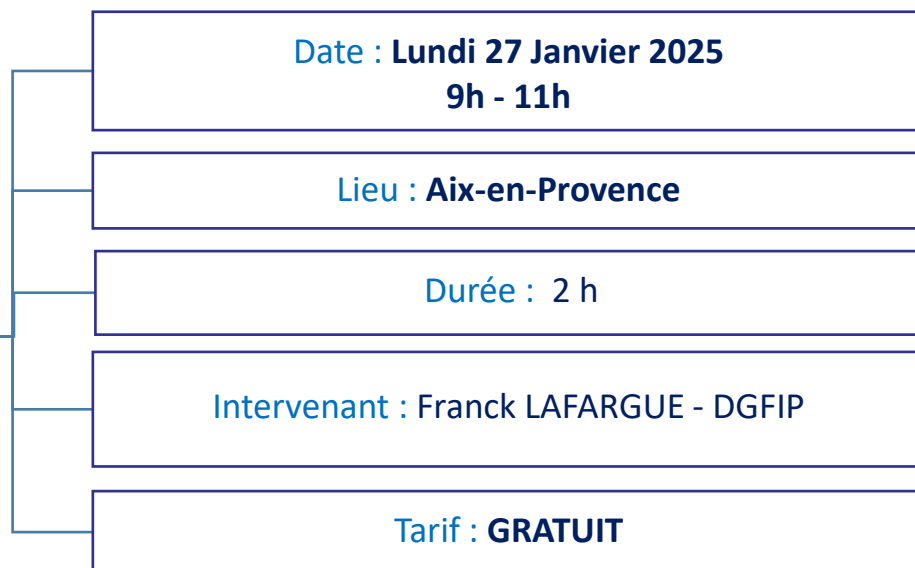 Date : Lundi 27 Janvier 2025
9h - 11h
Lieu : Aix-en-Provence
Durée : 2 h
Intervenant : Franck LAFARGUE - DGFIP
Tarif : GRATUIT